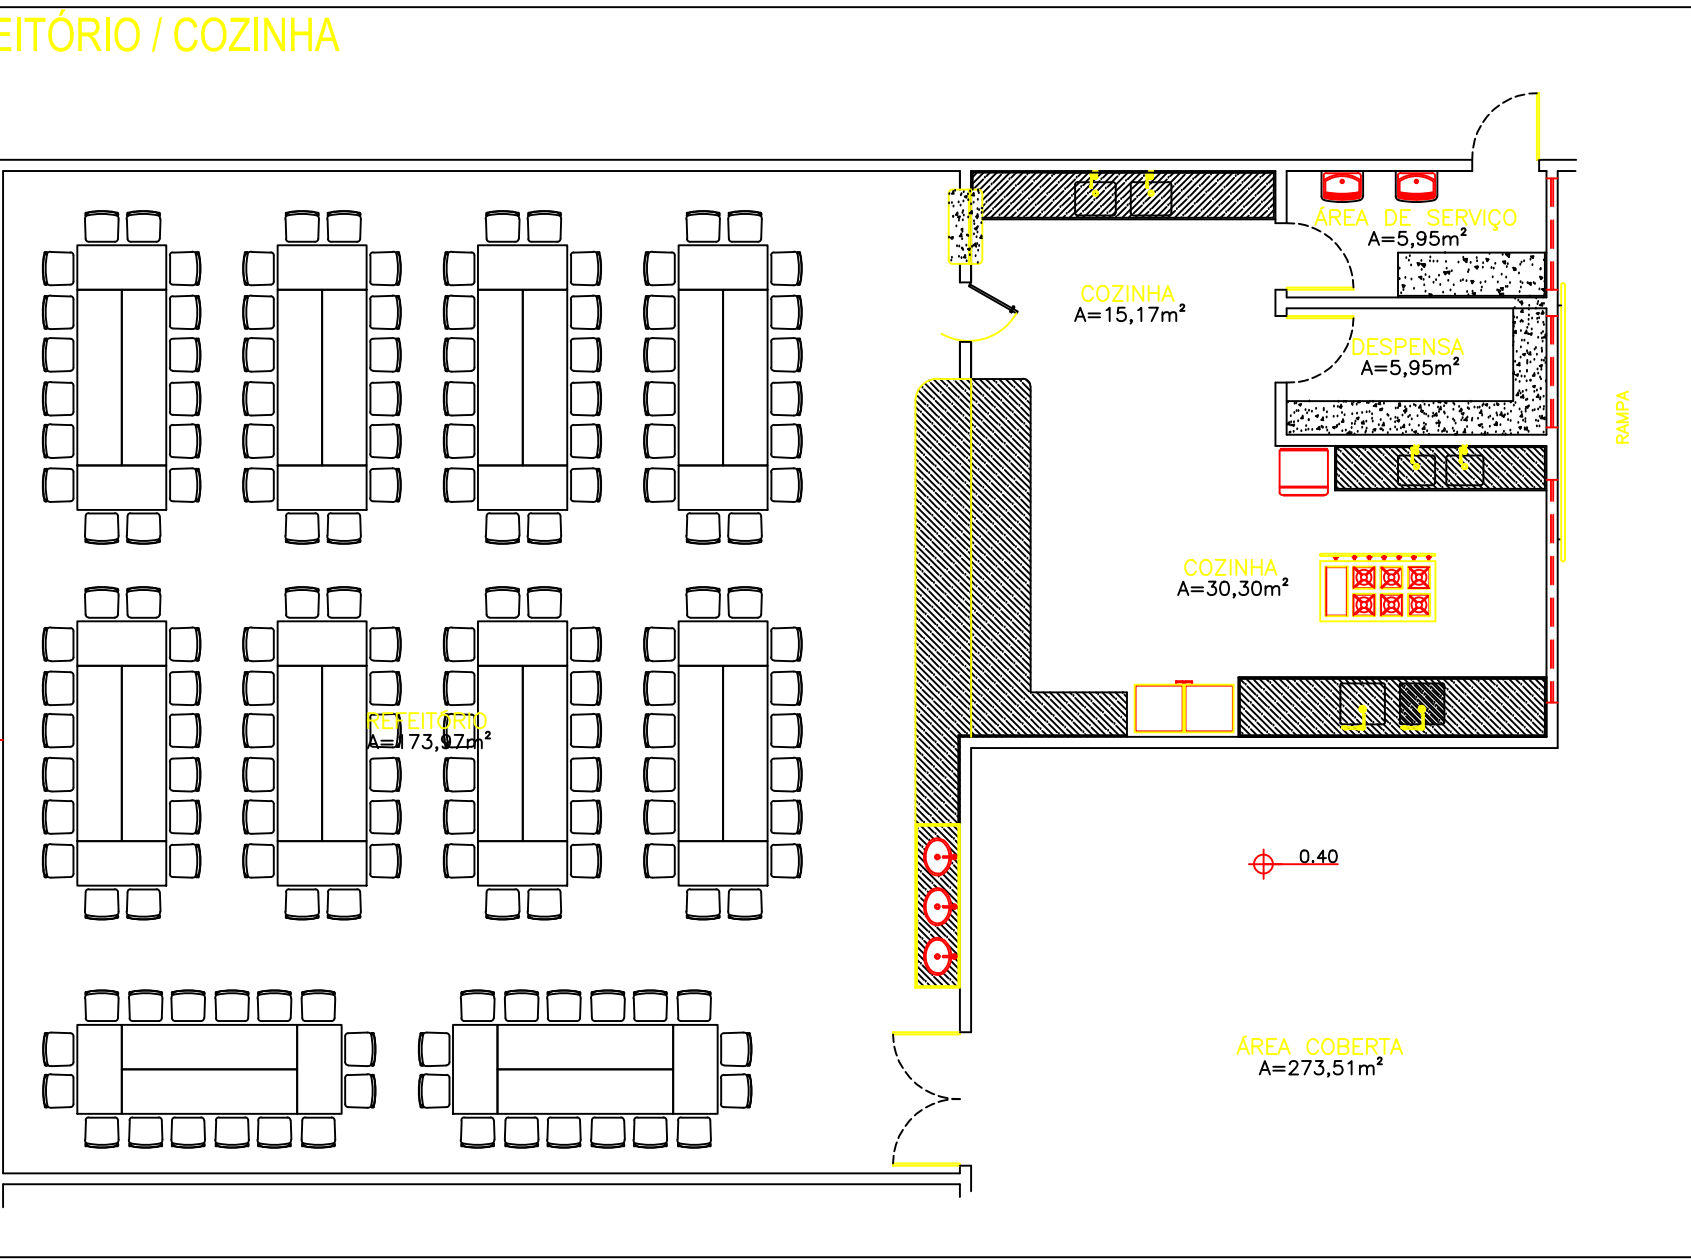 EITÓRIO / COZINHA
ÁREA DE SERVIÇO
A=5,95m²
COZINHA
A=15,17m²
DESPENSA
A=5,95m²
RAMPA
COZINHA
A=30,30m²
REFEITÓRIO
A=173,97m²
0.40
ÁREA COBERTA
A=273,51m²